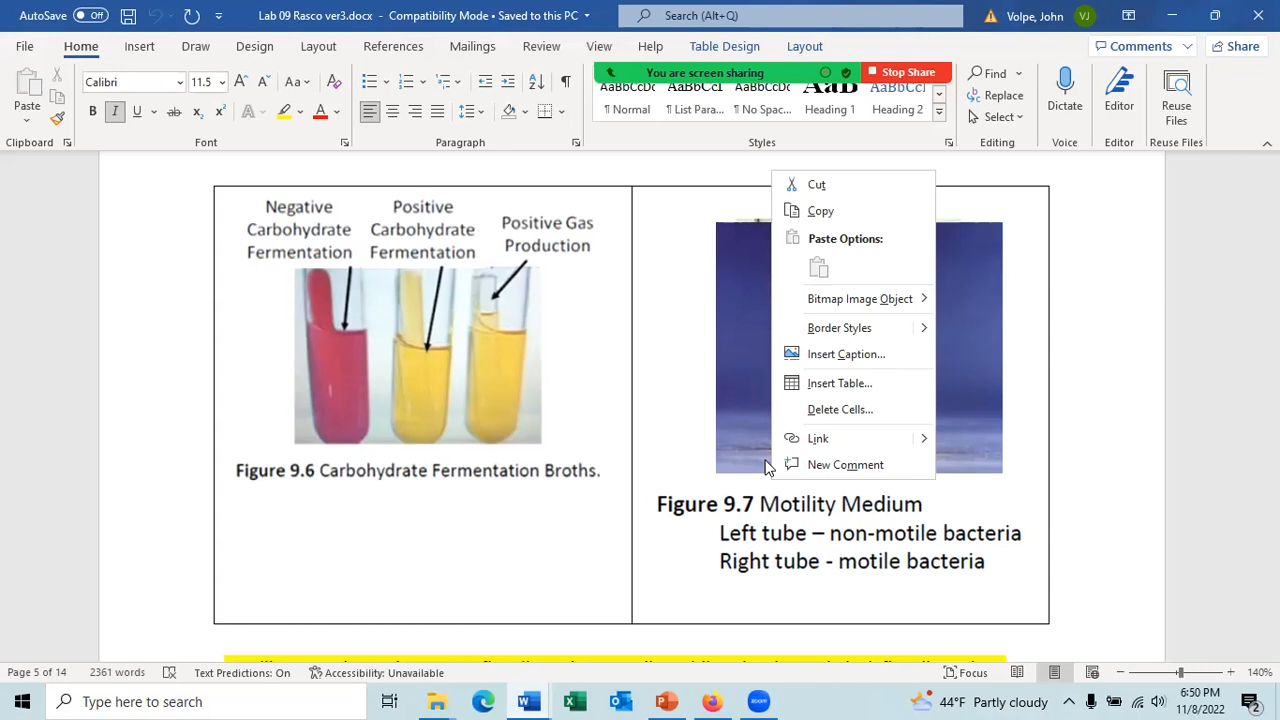 AutoSave Off Lab 09 Rasco ver3.docx - Compatibility Mode • Saved to this PC Search (Alt+Q) Volpe, John VJ
File Home Insert Draw Design Layout References Mailings Review View Help Table Design Layout Comments Share
You are screen sharing Stop Share
Paste
Calibri 11.5
AaBbCcDc AaBbCcDc AaBbCcDc AaB AaBbCcD
Normal List Para... No Spac... Heading 1 Heading 2
Find
Replace
Select
Dictate
Editor
Reuse
Files
Clipboard Font Paragraph Styles Editing Voice Editor Reuse Files
Negative
Carbohydrate
Fermentation
Positive
Carbohydrate
Fermentation
Positive Gas
Production
Figure 9.6 Carbohydrate Fermentation Broths.
Cut
Copy
Paste Options:
Bitmap Image Object
Border Styles
Insert Caption...
Insert Table...
Delete Cells...
Link
New Comment
Figure 9.7 Motility Medium
Left tube – non-motile bacteria
Right tube - motile bacteria
Page 5 of 14 2361 words Text Predictions: On Accessibility: Unavailable Focus 140%
Type here to search
44°F Partly cloudy
6:50 PM
11/8/2022
2